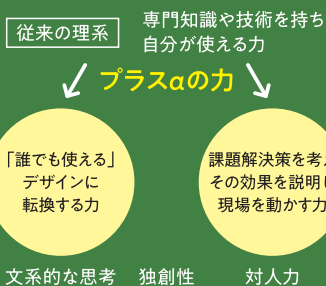 従来の理系
専門知識や技術を持ち
自分が使える力
プラスαの力
「誰でも使える」
デザインに
転換する力
課題解決策を考え
その効果を説明し
現場を動かす力
文系的な思考 独創性 対人力